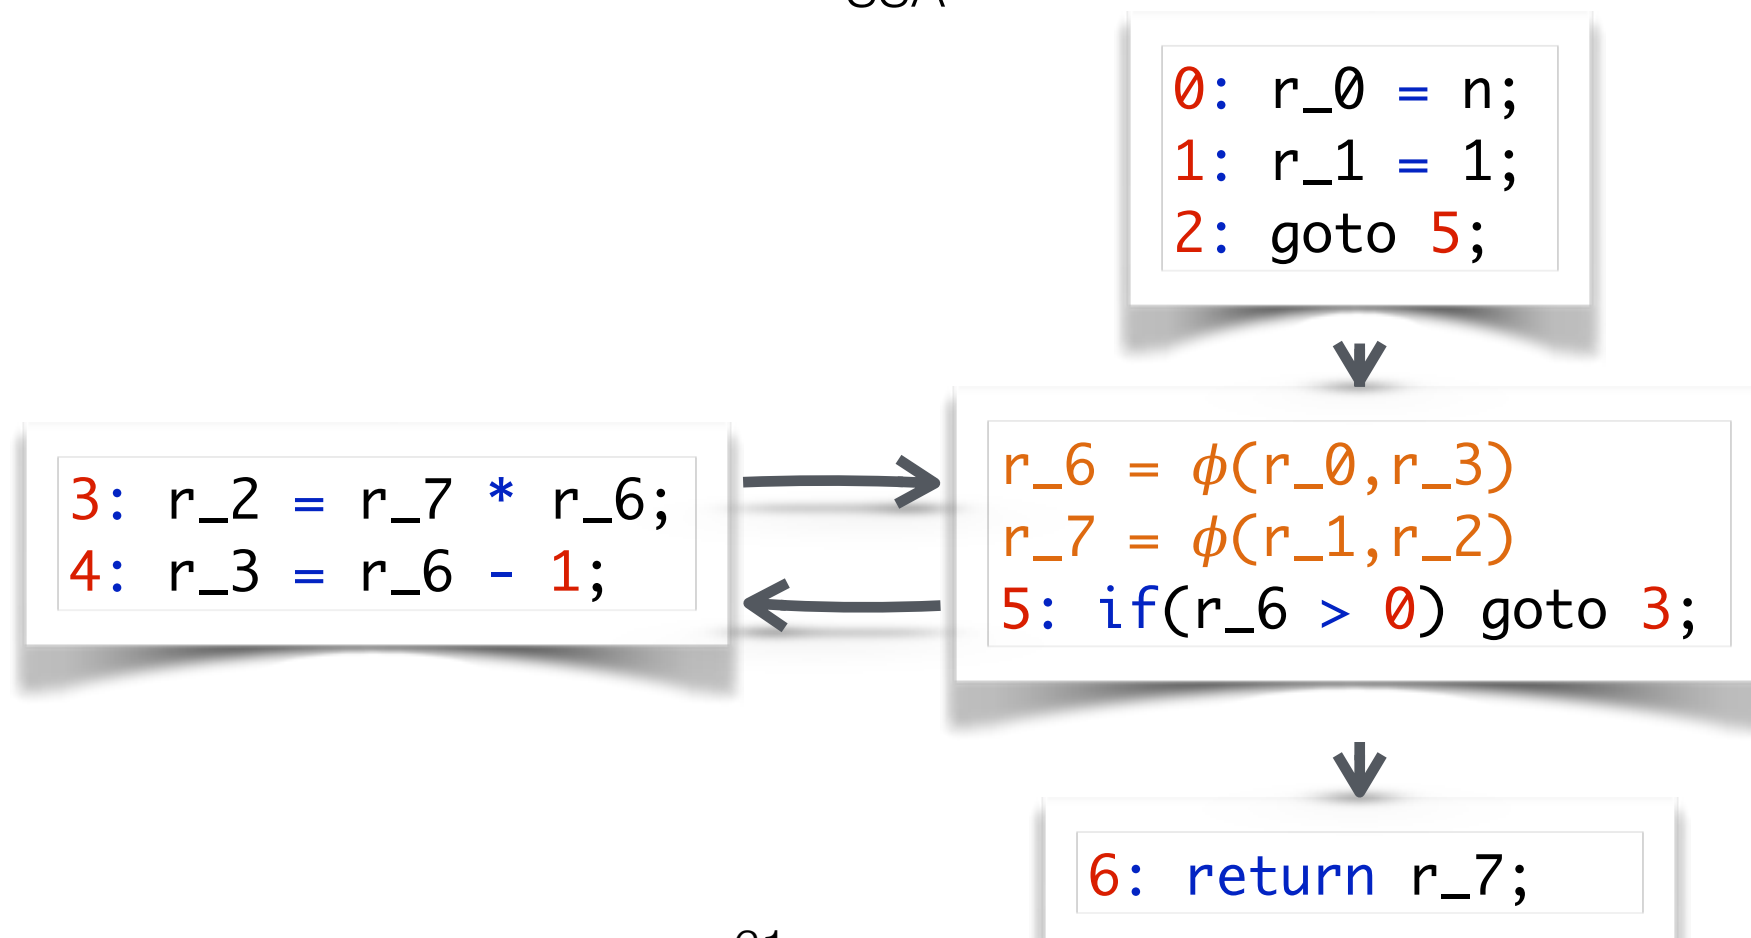 0: r_0 = n;
1: r_1 = 1;
2: goto 5;
3: r_2 = r_7 * r_6;
4: r_3 = r_6 - 1;
r_6 = ϕ(r_0,r_3)
r_7 = ϕ(r_1,r_2)
5: if(r_6 > 0) goto 3;
6: return r_7;